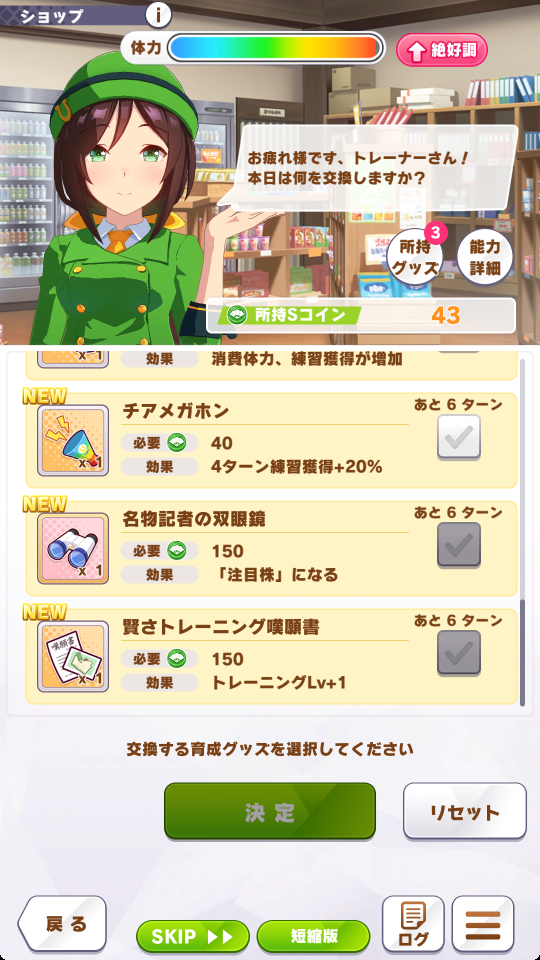 ショップ
i
体力
絶好調
お疲れ様です、トレーナーさん！
本日は何を交換しますか？
所持
グッズ
3
能力
詳細
所持Sコイン
43
x 1
効果
消費体力、練習獲得が増加
NEW
チアメガホン
あと 6 ターン
必要
40
効果
4ターン練習獲得+20%
x 1
NEW
名物記者の双眼鏡
あと 6 ターン
必要
150
効果
「注目株」になる
x 1
NEW
賢さトレーニング嘆願書
あと 6 ターン
嘆願書
必要
150
効果
トレーニングLv+1
x 1
交換する育成グッズを選択してください
決定
リセット
戻る
SKIP
短縮版
ログ